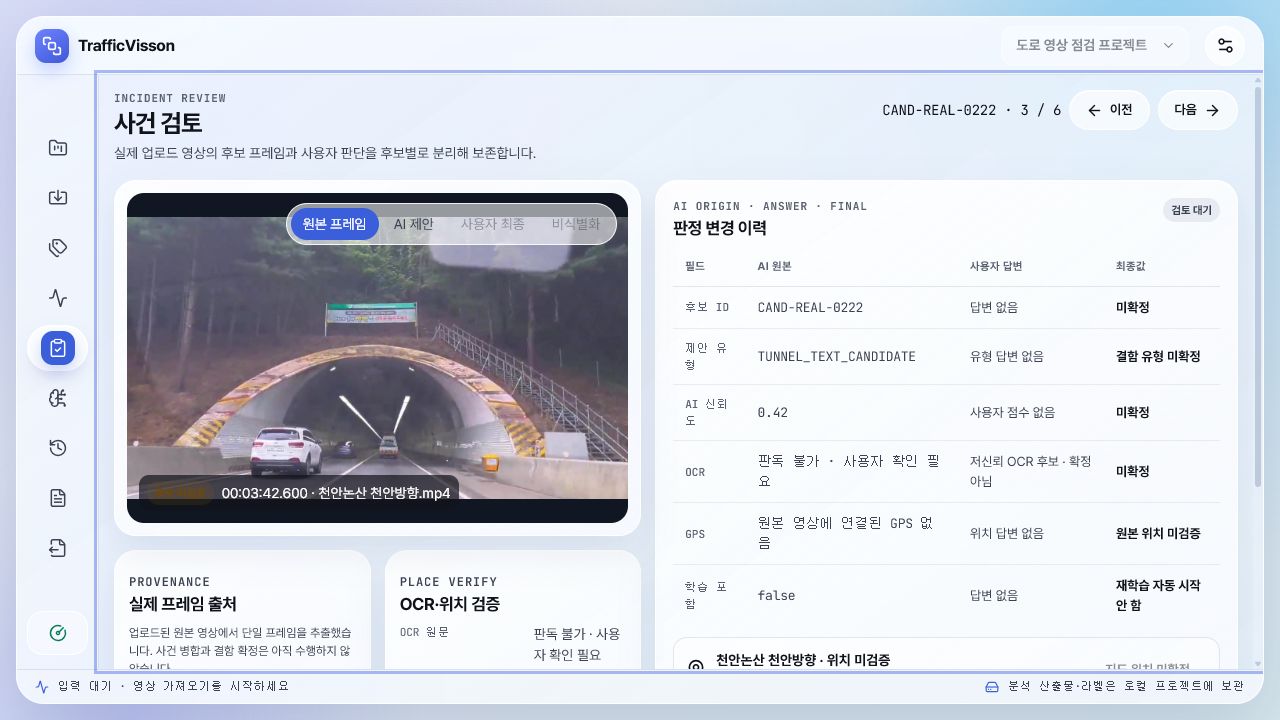 TrafficVisson
도로 영상 점검 프로젝트
INCIDENT REVIEW
사건 검토
실제 업로드 영상의 후보 프레임과 사용자 판단을 후보별로 분리해 보존합니다.
CAND-REAL-0222 · 3 / 6
이전
다음
원본 프레임
AI 제안
사용자 최종
비식별화
00:03:42.600 · 천안논산 천안방향.mp4
AI ORIGIN · ANSWER · FINAL
판정 변경 이력
검토 대기
필드 AI 원본 사용자 답변 최종값
후보 ID CAND-REAL-0222 답변 없음 미확정
제안 유
형 TUNNEL_TEXT_CANDIDATE 유형 답변 없음 결함 유형 미확정
AI 신뢰
도 0.42 사용자 점수 없음 미확정
OCR 판독 불가 · 사용자 확인 필
요 저신뢰 OCR 후보 · 확정
아님 미확정
GPS 원본 영상에 연결된 GPS 없
음 위치 답변 없음 원본 위치 미검증
학습 포
함 false 답변 없음 재학습 자동 시작
안 함
천안논산 천안방향 · 위치 미검증
지도 위치 미확정
PROVENANCE
실제 프레임 출처
업로드된 원본 영상에서 단일 프레임을 추출했습
니다. 사건 병합과 결함 확정은 아직 수행하지 않
았습니다.
PLACE VERIFY
OCR·위치 검증
OCR 원문 판독 불가 · 사용
자 확인 필요
입력 대기 · 영상 가져오기를 시작하세요
분석 산출물·라벨은 로컬 프로젝트에 보관